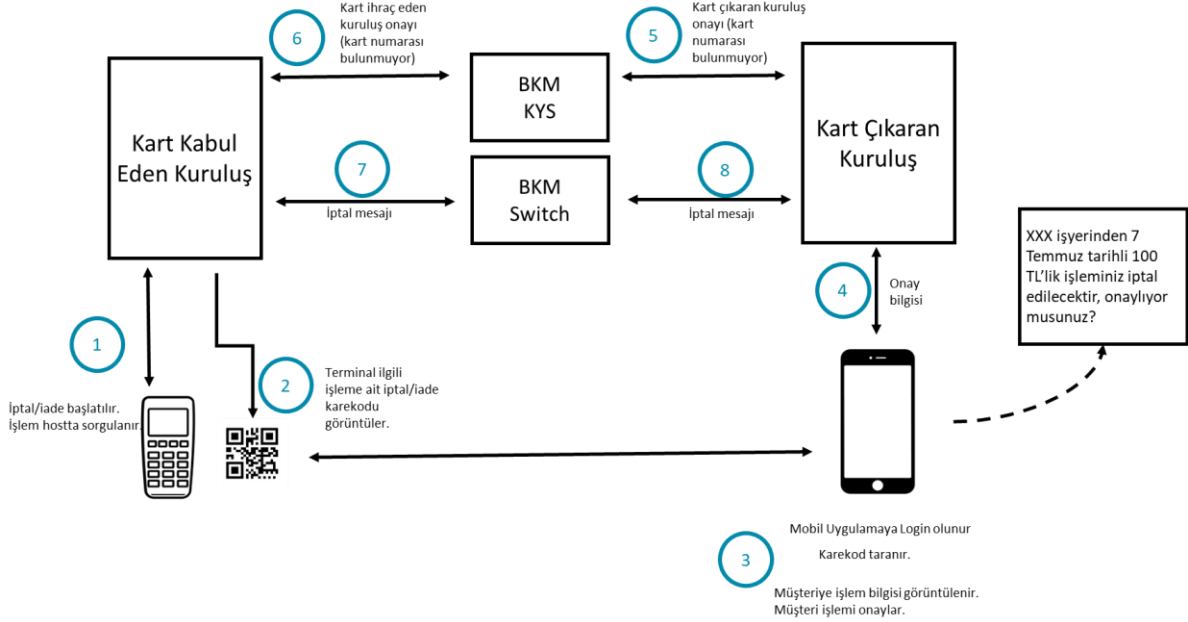 6
Kart ihraç eden
kuruluş onayı
(kart numarası
bulunmuyor)
5
Kart çıkaran kuruluş
onayı (kart
numarası
bulunmuyor)
Kart Kabul
Eden Kuruluş
BKM
KYS
Kart Çıkaran
Kuruluş
7
İptal mesajı
BKM
Switch
8
İptal mesajı
XXX işyerinden 7
Temmuz tarihli 100
TL'lik işleminiz iptal
edilecektir, onaylıyor
musunuz?
4
Onay
bilgisi
1
İptal/iade başlatılır.
İşlem hostta sorgulanır.
2
Terminal ilgili
işleme ait iptal/iade
karekodu
görüntüler.
3
Mobil Uygulamaya Login olunur
Karekod taranır.
Müşteriye işlem bilgisi görüntülenir.
Müşteri işlemi onaylar.